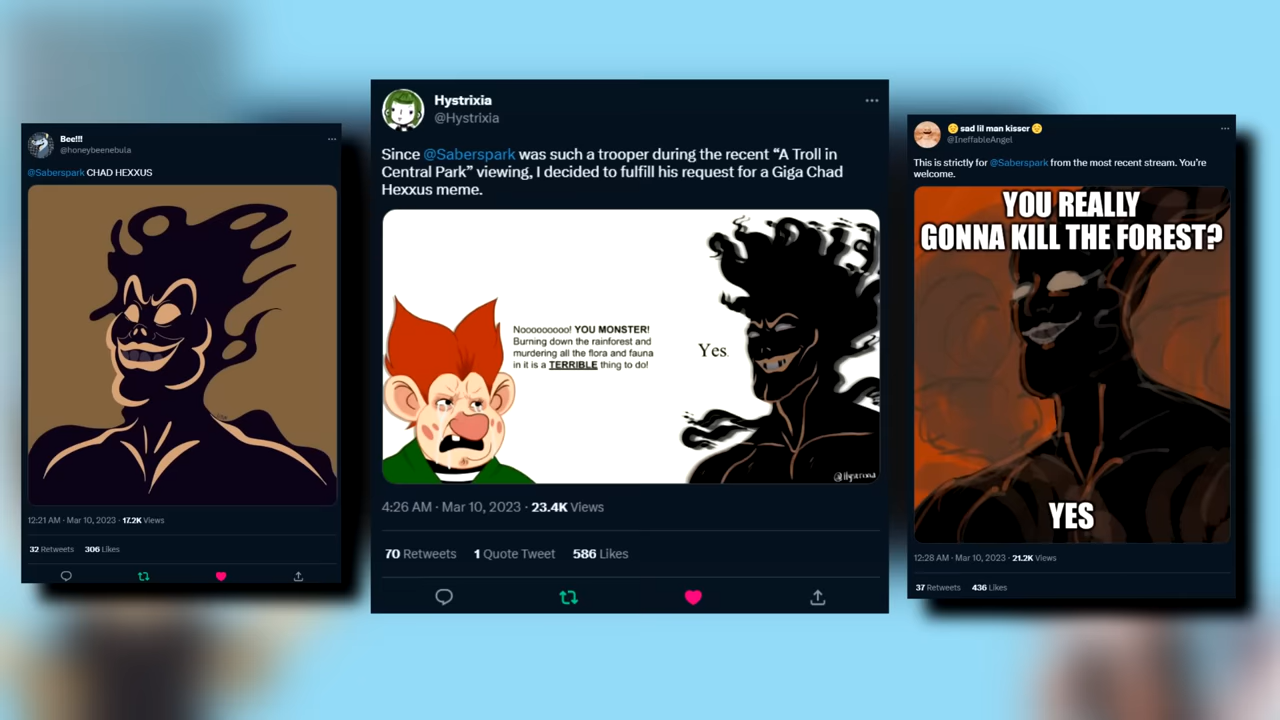 Bee!!!
@honeybeenebula
@Saberspark CHAD HEXXUS
12:21 AM · Mar 10, 2023 · 17.2K Views
32 Retweets 306 Likes
Hystrixia
@Hystrixia
Since @Saberspark was such a trooper during the recent “A Troll in
Central Park” viewing, I decided to fulfill his request for a Giga Chad
Hexxus meme.
Nooooooooo! YOU MONSTER!
Burning down the rainforest and
murdering all the flora and fauna
in it is a TERRIBLE thing to do!
Yes.
4:26 AM · Mar 10, 2023 · 23.4K Views
70 Retweets 1 Quote Tweet 586 Likes
sad lil man kisser
@IneffableAngel
This is strictly for @Saberspark from the most recent stream. You're
welcome.
YOU REALLY
GONNA KILL THE FOREST?
YES
12:28 AM · Mar 10, 2023 · 21.2K Views
37 Retweets 436 Likes